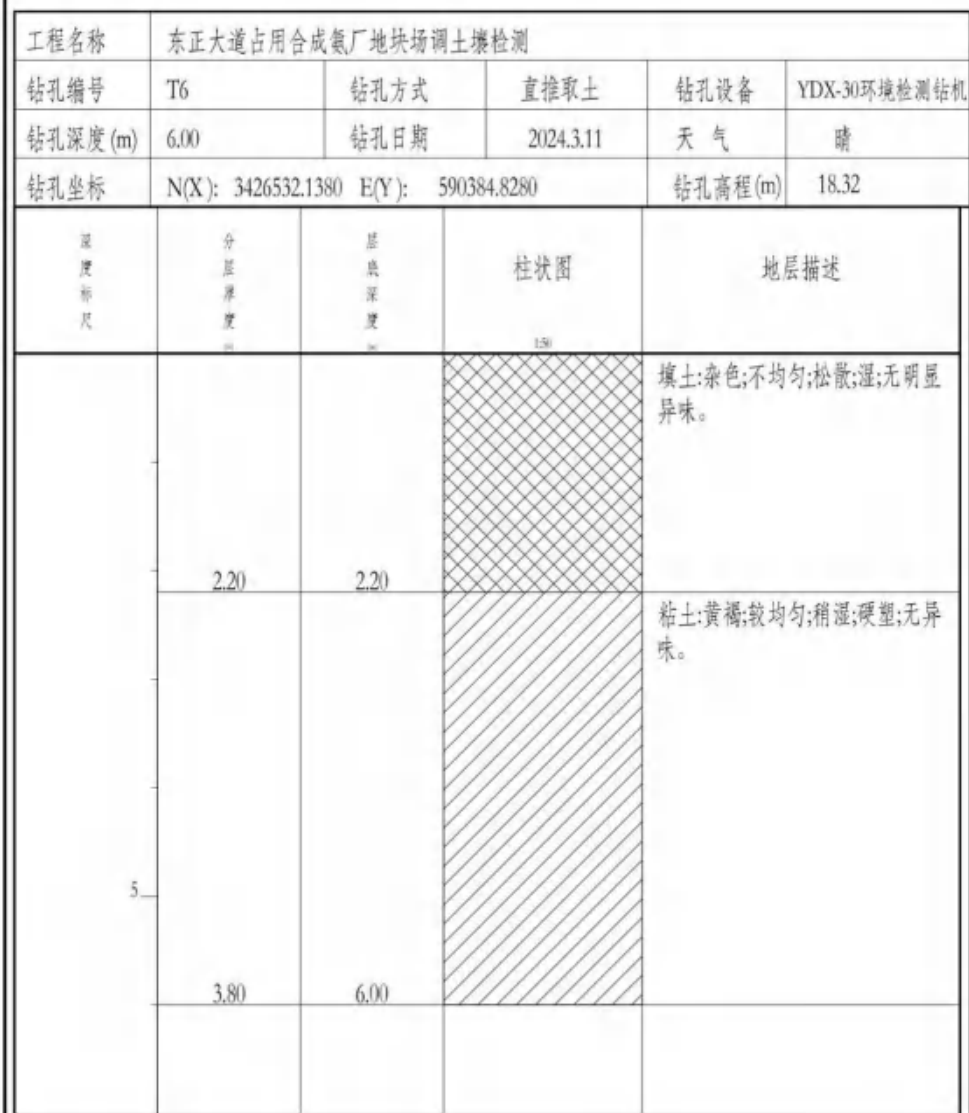 工程名称 东正大道占用合成氨厂地块场调土壤检测
钻孔编号 T6 钻孔方式 直推取土 钻孔设备 YDX-30环境检测钻机
钻孔深度(m) 6.00 钻孔日期 2024.3.11 天 气 晴
钻孔坐标 N(X): 3426532.1380 E(Y): 590384.8280 钻孔高程(m) 18.32
深度标尺 分层厚度 层底深度 柱状图 地层描述
1:50
填土:杂色;不均匀;松散;湿;无明显
异味。
2.20 2.20
粘土:黄褐;较均匀;稍湿;硬塑;无异
味。
5
3.80 6.00